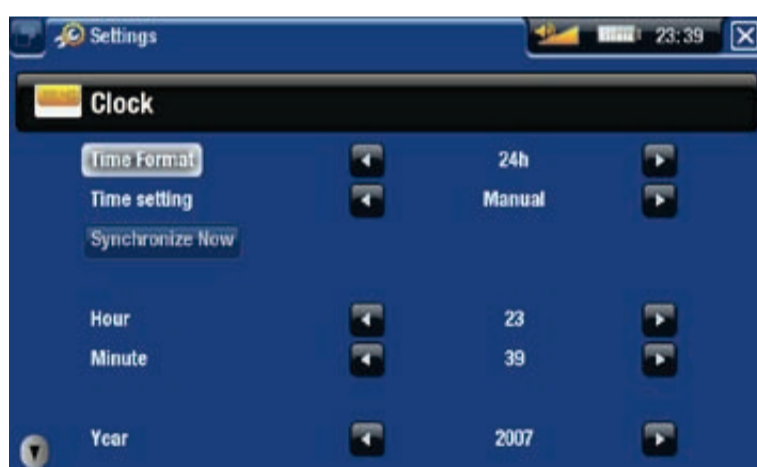 Settings 23:39
Clock
Time Format 24h
Time setting Manual
Synchronize Now
Hour 23
Minute 39
Year 2007